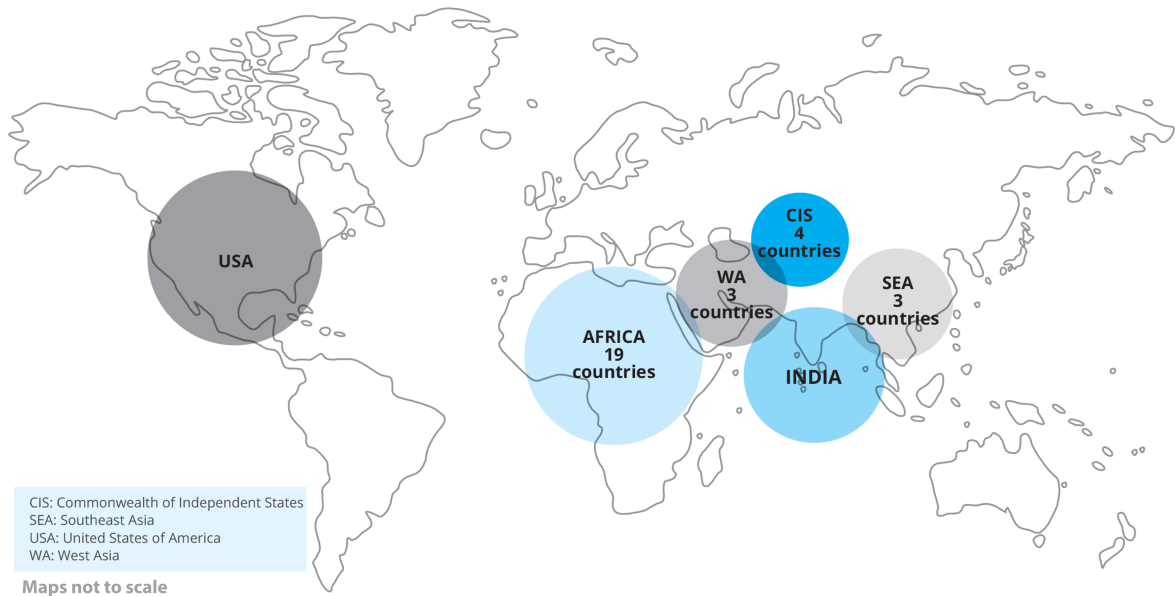 USA
AFRICA
19
countries
WA
3
countries
CIS
4
countries
SEA
3
countries
INDIA
CIS: Commonwealth of Independent States
SEA: Southeast Asia
USA: United States of America
WA: West Asia
Maps not to scale